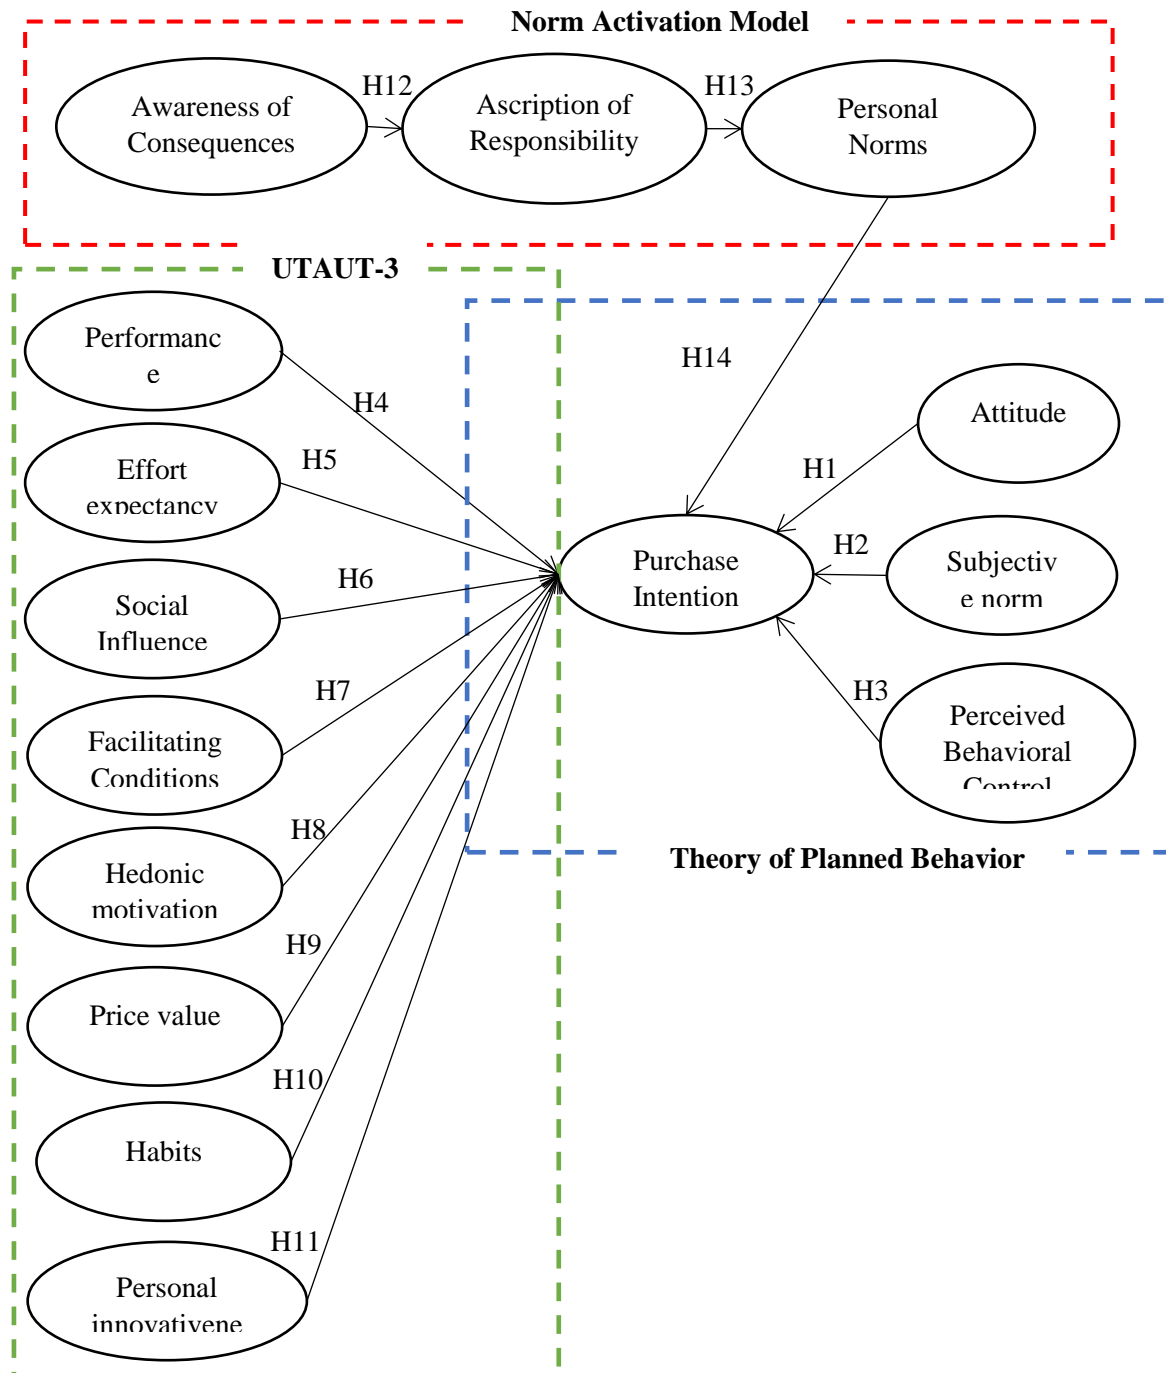 Norm Activation Model
H12
H13
Awareness of
Consequences
Ascription of
Responsibility
Personal
Norms
UTAUT-3
Performanc
e
H4
H14
Attitude
Effort
expectancy
H5
H1
Social
Influence
H6
Purchase
Intention
H2
Subjectiv
e norm
Facilitating
Conditions
H7
H3
Perceived
Behavioral
Control
Hedonic
motivation
H8
Theory of Planned Behavior
Price value
H9
Habits
H10
Personal
innovativene
H11